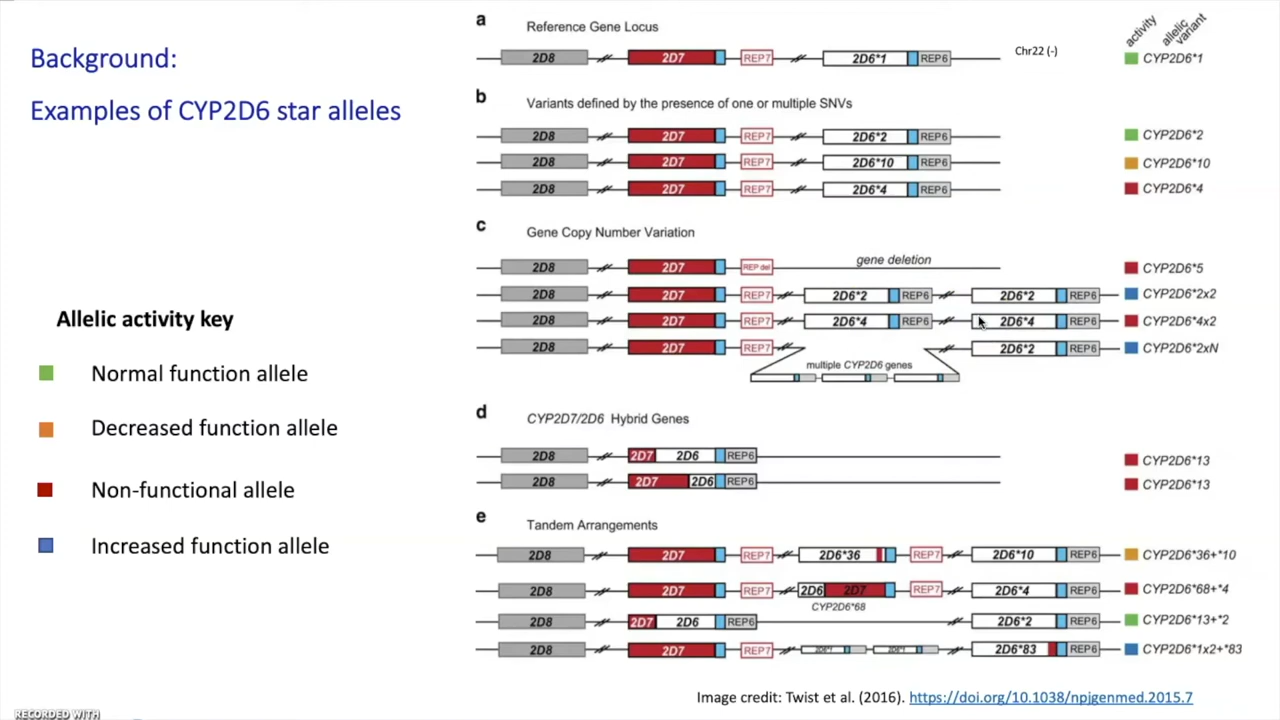 Background:
Examples of CYP2D6 star alleles
Allelic activity key
Normal function allele
Decreased function allele
Non-functional allele
Increased function allele
a Reference Gene Locus
activity allelic variant
2D8 2D7 REP7 2D6*1 REP6 Chr22 (-) CYP2D6*1
b Variants defined by the presence of one or multiple SNVs
2D8 2D7 REP7 2D6*2 REP6 CYP2D6*2
2D8 2D7 REP7 2D6*10 REP6 CYP2D6*10
2D8 2D7 REP7 2D6*4 REP6 CYP2D6*4
c Gene Copy Number Variation
2D8 2D7 REP del gene deletion CYP2D6*5
2D8 2D7 REP7 2D6*2 REP6 2D6*2 REP6 CYP2D6*2x2
2D8 2D7 REP7 2D6*4 REP6 2D6*4 REP6 CYP2D6*4x2
2D8 2D7 REP7 2D6*2 REP6 CYP2D6*2xN
multiple CYP2D6 genes
d CYP2D7/2D6 Hybrid Genes
2D8 2D7 2D6 REP6 CYP2D6*13
2D8 2D7 2D6 REP6 CYP2D6*13
e Tandem Arrangements
2D8 2D7 REP7 2D6*36 REP7 2D6*10 REP6 CYP2D6*36+*10
2D8 2D7 REP7 2D6 2D7 REP7 2D6*4 REP6 CYP2D6*68+*4
CYP2D6*68
2D8 2D7 2D6 REP6 2D6*2 REP6 CYP2D6*13+*2
2D8 2D7 REP7 2D6*1 2D6*1 2D6*83 REP6 CYP2D6*1x2+*83
Image credit: Twist et al. (2016). https://doi.org/10.1038/npjgenmed.2015.7
RECORDED WITH